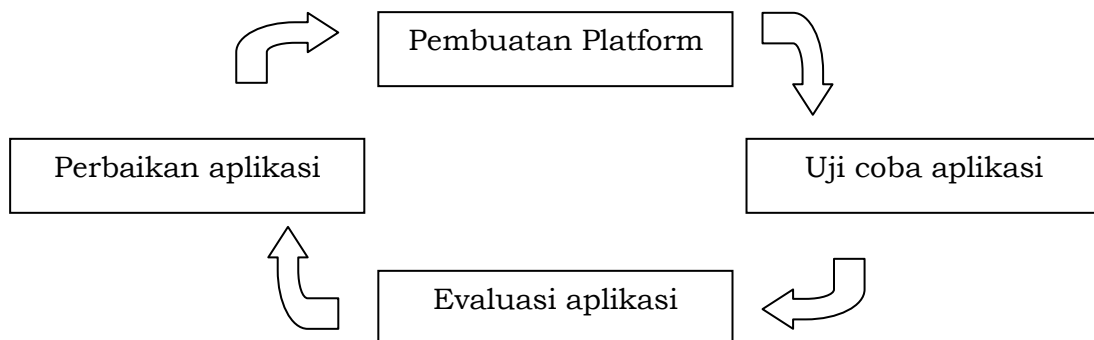 Pembuatan Platform
Perbaikan aplikasi
Uji coba aplikasi
Evaluasi aplikasi